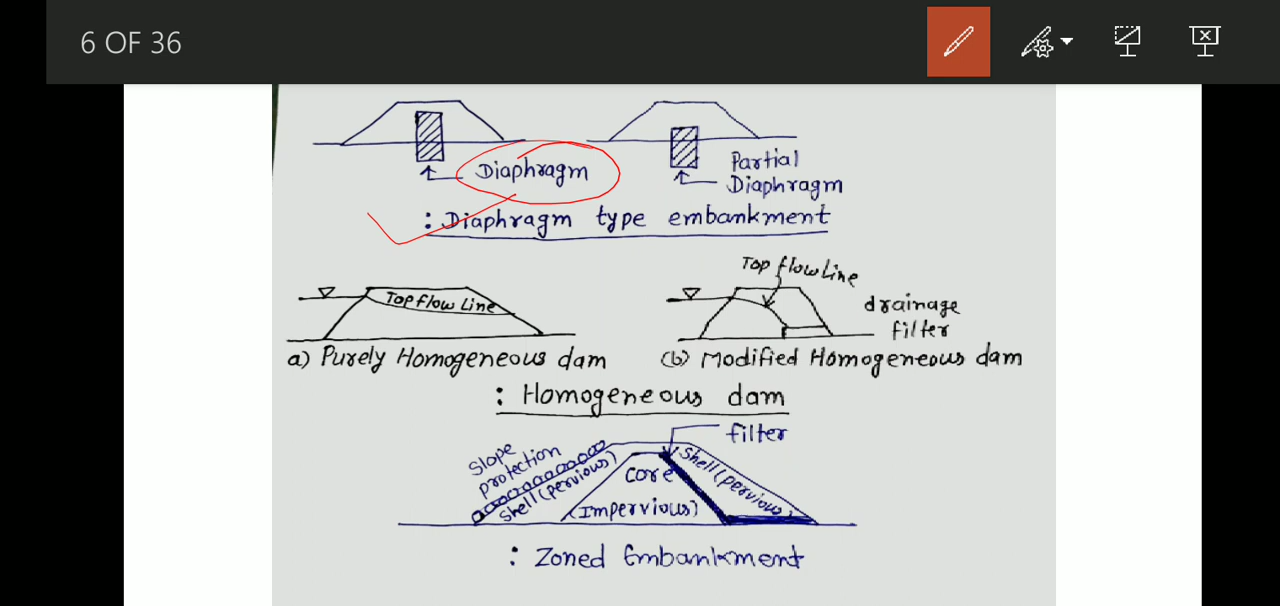 6 OF 36
Diaphragm
Partial
Diaphragm
: Diaphragm type embankment
Top flow Line
Top flow Line
drainage
filter
a) Purely Homogeneous dam
(b) Modified Homogeneous dam
: Homogeneous dam
filter
Slope
protection
Shell (pervious)
Core
(Impervious)
Shell (pervious)
: Zoned Embankment